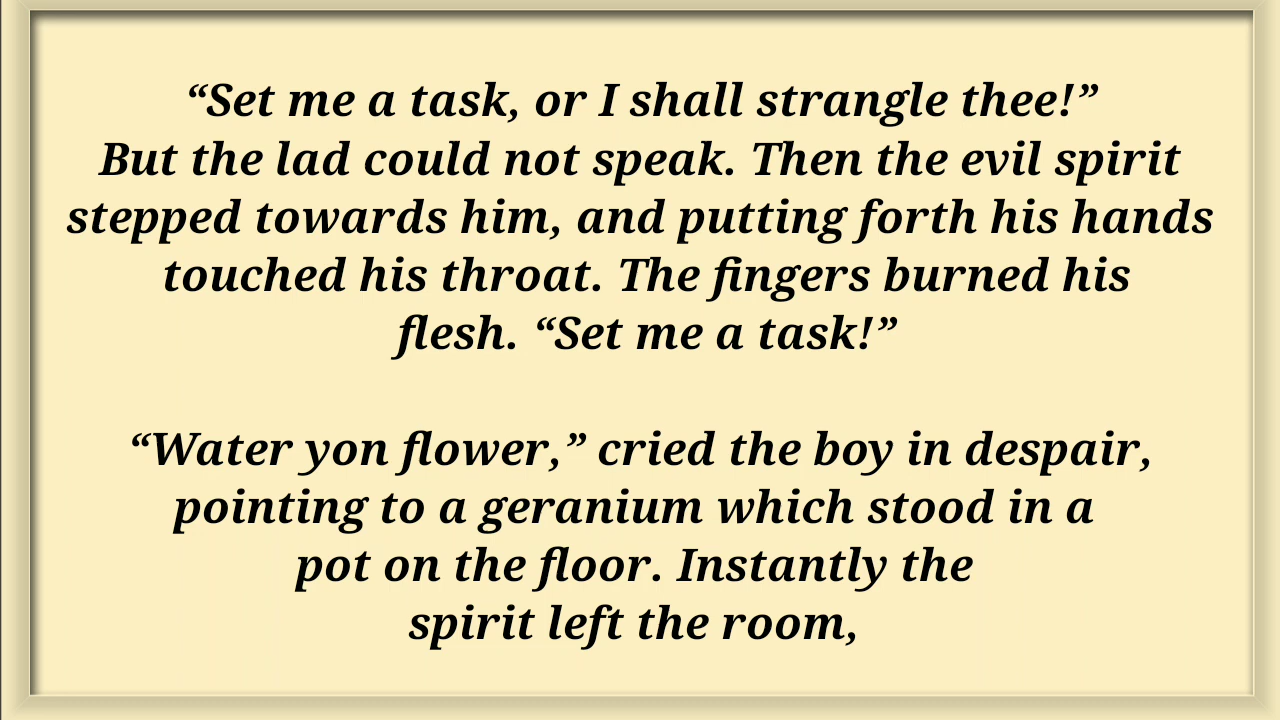 “Set me a task, or I shall strangle thee!”
But the lad could not speak. Then the evil spirit
stepped towards him, and putting forth his hands
touched his throat. The fingers burned his
flesh. “Set me a task!”
“Water yon flower,” cried the boy in despair,
pointing to a geranium which stood in a
pot on the floor. Instantly the
spirit left the room,